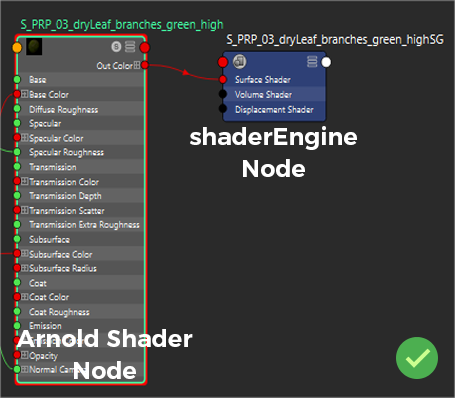 S_PRP_03_dryLeaf_branches_green_high
S
Out Color
Base
Base Color
Diffuse Roughness
Specular
Specular Color
Specular Roughness
Transmission
Transmission Color
Transmission Depth
Transmission Scatter
Transmission Extra Roughness
Subsurface
Subsurface Color
Subsurface Radius
Coat
Coat Color
Coat Roughness
Emission
Opacity
Normal
Arnold Shader
Node
S_PRP_03_dryLeaf_branches_green_highSG
Surface Shader
Volume Shader
Displacement Shader
shaderEngine
Node